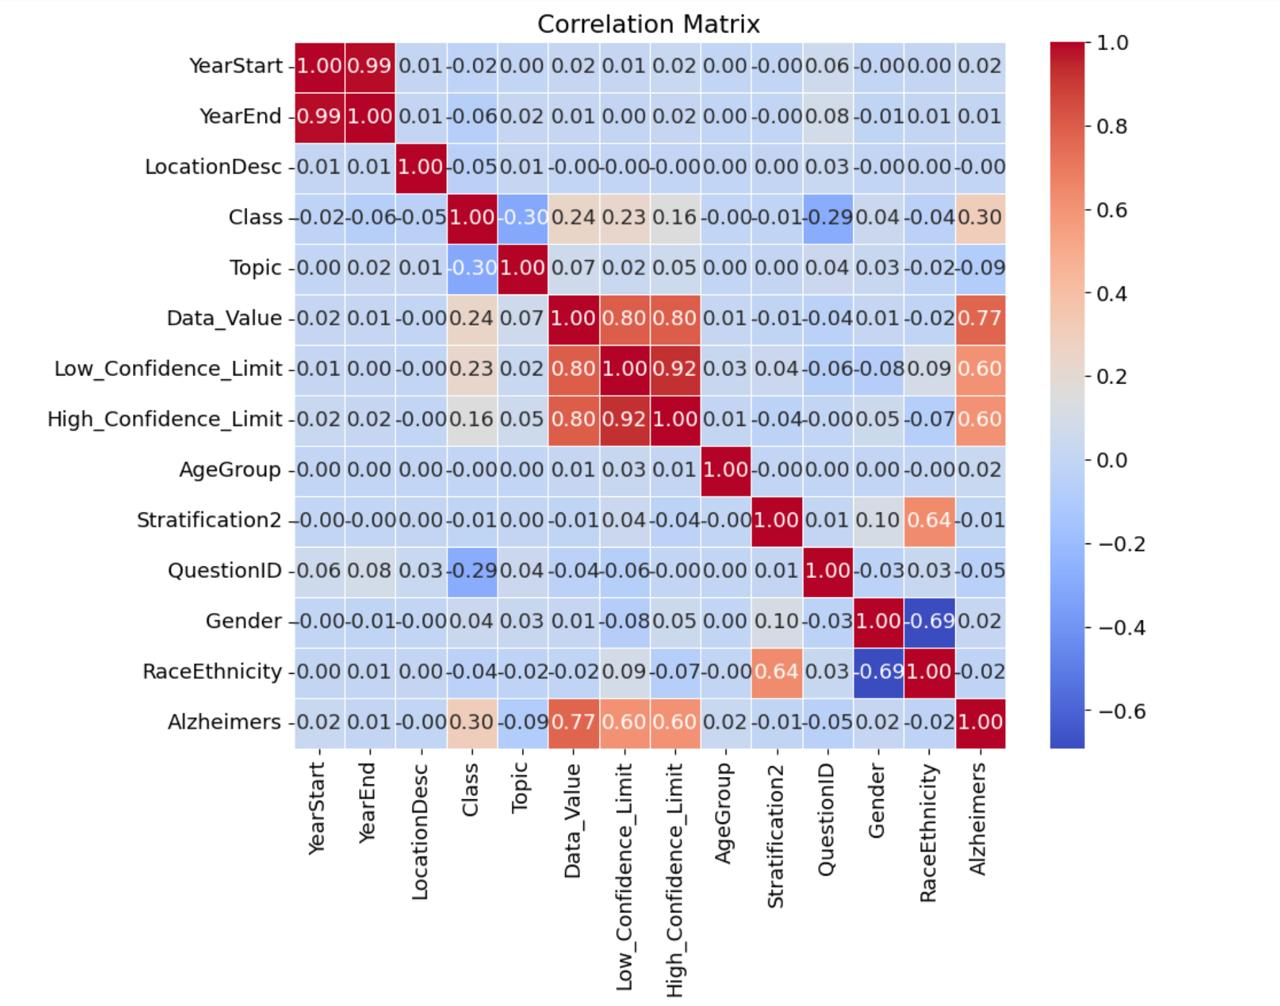 Correlation Matrix
YearStart 1.00 0.99 0.01 -0.02 0.00 0.02 0.01 0.02 0.00 -0.00 0.06 -0.00 0.00 0.02
YearEnd 0.99 1.00 0.01 -0.06 0.02 0.01 0.00 0.02 0.00 -0.00 0.08 -0.01 0.01 0.01
LocationDesc 0.01 0.01 1.00 -0.05 0.01 -0.00 -0.00 -0.00 0.00 0.00 0.03 -0.00 0.00 -0.00
Class -0.02 -0.06 -0.05 1.00 -0.30 0.24 0.23 0.16 -0.00 -0.01 -0.29 0.04 -0.04 0.30
Topic 0.00 0.02 0.01 -0.30 1.00 0.07 0.02 0.05 0.00 0.00 0.04 0.03 -0.02 -0.09
Data_Value 0.02 0.01 -0.00 0.24 0.07 1.00 0.80 0.80 0.01 -0.01 -0.04 0.01 -0.02 0.77
Low_Confidence_Limit 0.01 0.00 -0.00 0.23 0.02 0.80 1.00 0.92 0.03 0.04 -0.06 -0.08 0.09 0.60
High_Confidence_Limit 0.02 0.02 -0.00 0.16 0.05 0.80 0.92 1.00 0.01 -0.04 -0.00 0.05 -0.07 0.60
AgeGroup 0.00 0.00 0.00 -0.00 0.00 0.01 0.03 0.01 1.00 -0.00 0.00 0.00 -0.00 0.02
Stratification2 -0.00 -0.00 0.00 -0.01 0.00 -0.01 0.04 -0.04 -0.00 1.00 0.01 0.10 0.64 -0.01
QuestionID 0.06 0.08 0.03 -0.29 0.04 -0.04 -0.06 -0.00 0.00 0.01 1.00 -0.03 0.03 -0.05
Gender -0.00 -0.01 -0.00 0.04 0.03 0.01 -0.08 0.05 0.00 0.10 -0.03 1.00 -0.69 0.02
RaceEthnicity 0.00 0.01 0.00 -0.04 -0.02 -0.02 0.09 -0.07 -0.00 0.64 0.03 -0.69 1.00 -0.02
Alzheimers 0.02 0.01 -0.00 0.30 -0.09 0.77 0.60 0.60 0.02 -0.01 -0.05 0.02 -0.02 1.00
YearStart
YearEnd
LocationDesc
Class
Topic
Data_Value
Low_Confidence_Limit
High_Confidence_Limit
AgeGroup
Stratification2
QuestionID
Gender
RaceEthnicity
Alzheimers
1.0
0.8
0.6
0.4
0.2
0.0
−0.2
−0.4
−0.6